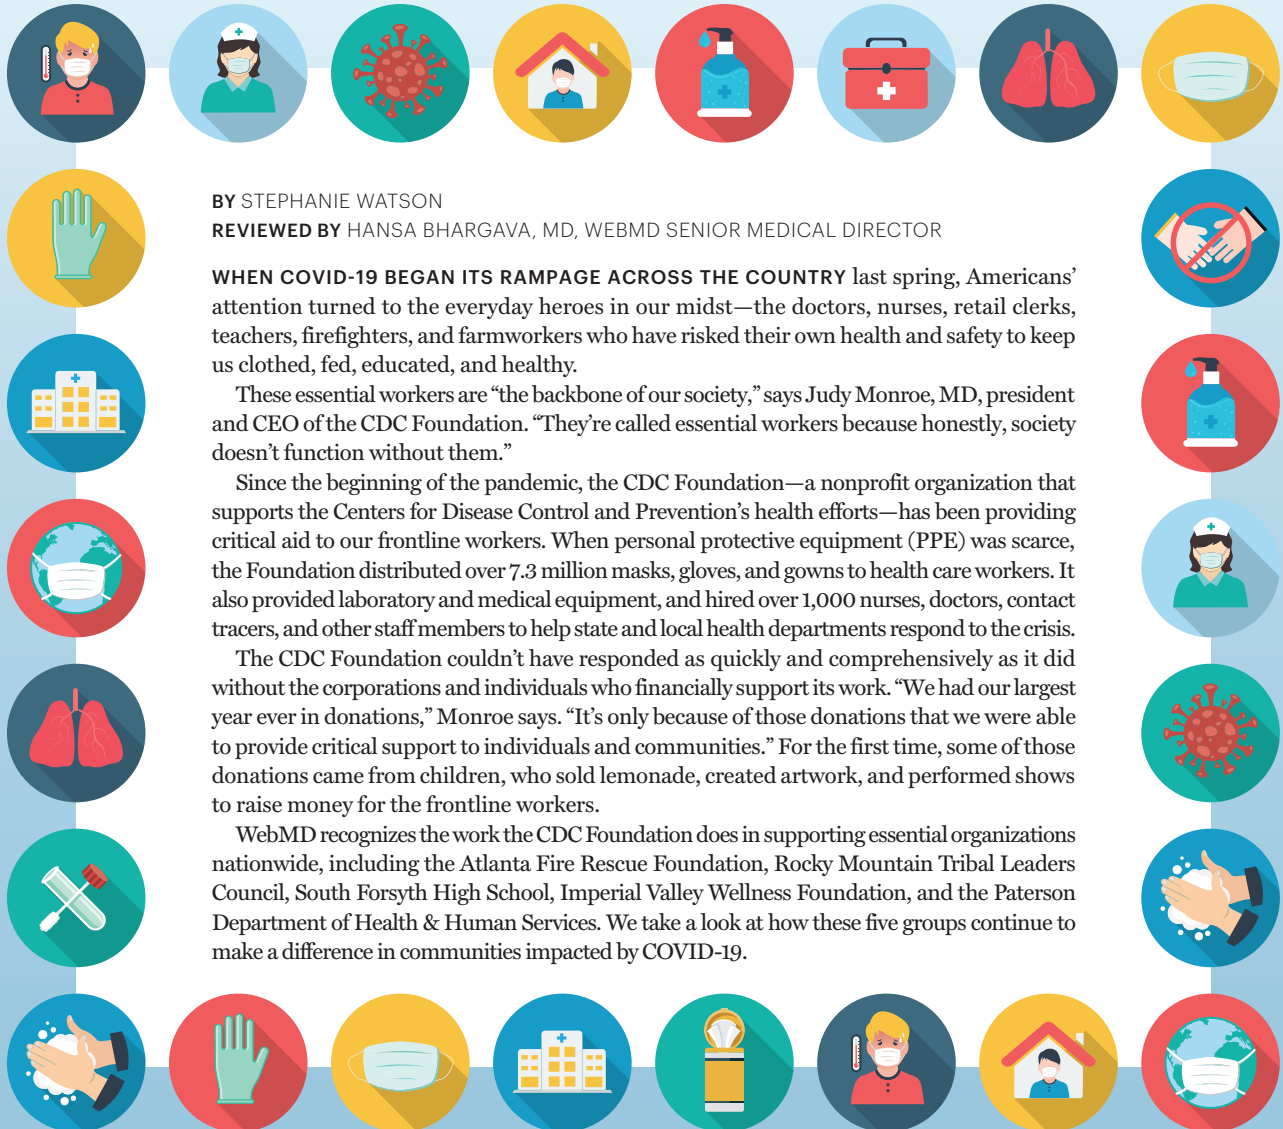 BY STEPHANIE WATSON
REVIEWED BY HANSA BHARGAVA, MD, WEBMD SENIOR MEDICAL DIRECTOR
WHEN COVID-19 BEGAN ITS RAMPAGE ACROSS THE COUNTRY last spring, Americans’
attention turned to the everyday heroes in our midst—the doctors, nurses, retail clerks,
teachers, firefighters, and farmworkers who have risked their own health and safety to keep
us clothed, fed, educated, and healthy.
These essential workers are “the backbone of our society,” says Judy Monroe, MD, president
and CEO of the CDC Foundation. “They’re called essential workers because honestly, society
doesn’t function without them.”
Since the beginning of the pandemic, the CDC Foundation—a nonprofit organization that
supports the Centers for Disease Control and Prevention’s health efforts—has been providing
critical aid to our frontline workers. When personal protective equipment (PPE) was scarce,
the Foundation distributed over 7.3 million masks, gloves, and gowns to health care workers. It
also provided laboratory and medical equipment, and hired over 1,000 nurses, doctors, contact
tracers, and other staff members to help state and local health departments respond to the crisis.
The CDC Foundation couldn’t have responded as quickly and comprehensively as it did
without the corporations and individuals who financially support its work. “We had our largest
year ever in donations,” Monroe says. “It’s only because of those donations that we were able
to provide critical support to individuals and communities.” For the first time, some of those
donations came from children, who sold lemonade, created artwork, and performed shows
to raise money for the frontline workers.
WebMD recognizes the work the CDC Foundation does in supporting essential organizations
nationwide, including the Atlanta Fire Rescue Foundation, Rocky Mountain Tribal Leaders
Council, South Forsyth High School, Imperial Valley Wellness Foundation, and the Paterson
Department of Health & Human Services. We take a look at how these five groups continue to
make a difference in communities impacted by COVID-19.